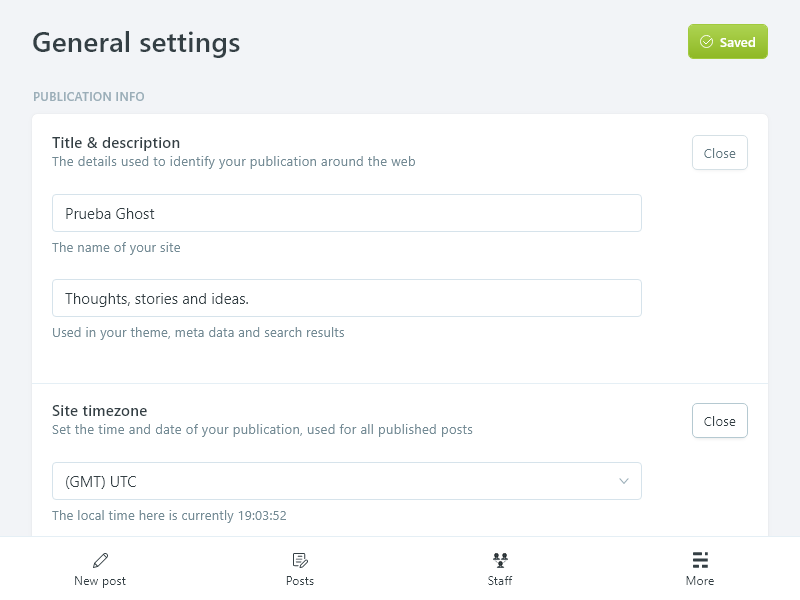 General settings
Saved
PUBLICATION INFO
Title & description
The details used to identify your publication around the web
Close
Prueba Ghost
The name of your site
Thoughts, stories and ideas.
Used in your theme, meta data and search results
Site timezone
Set the time and date of your publication, used for all published posts
Close
(GMT) UTC
The local time here is currently 19:03:52
New post
Posts
Staff
More